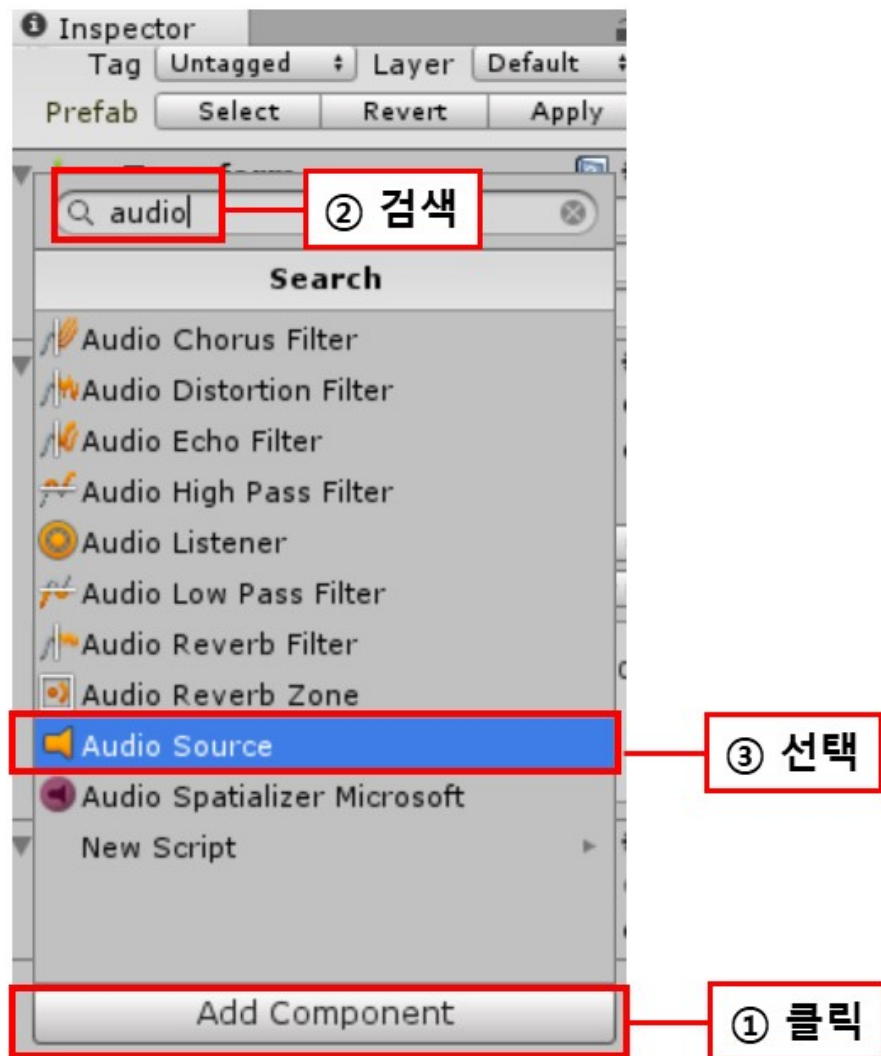 Inspector
Tag Untagged Layer Default
Prefab Select Revert Apply
audio
② 검색
Search
Audio Chorus Filter
Audio Distortion Filter
Audio Echo Filter
Audio High Pass Filter
Audio Listener
Audio Low Pass Filter
Audio Reverb Filter
Audio Reverb Zone
Audio Source
③ 선택
Audio Spatializer Microsoft
New Script
Add Component
① 클릭